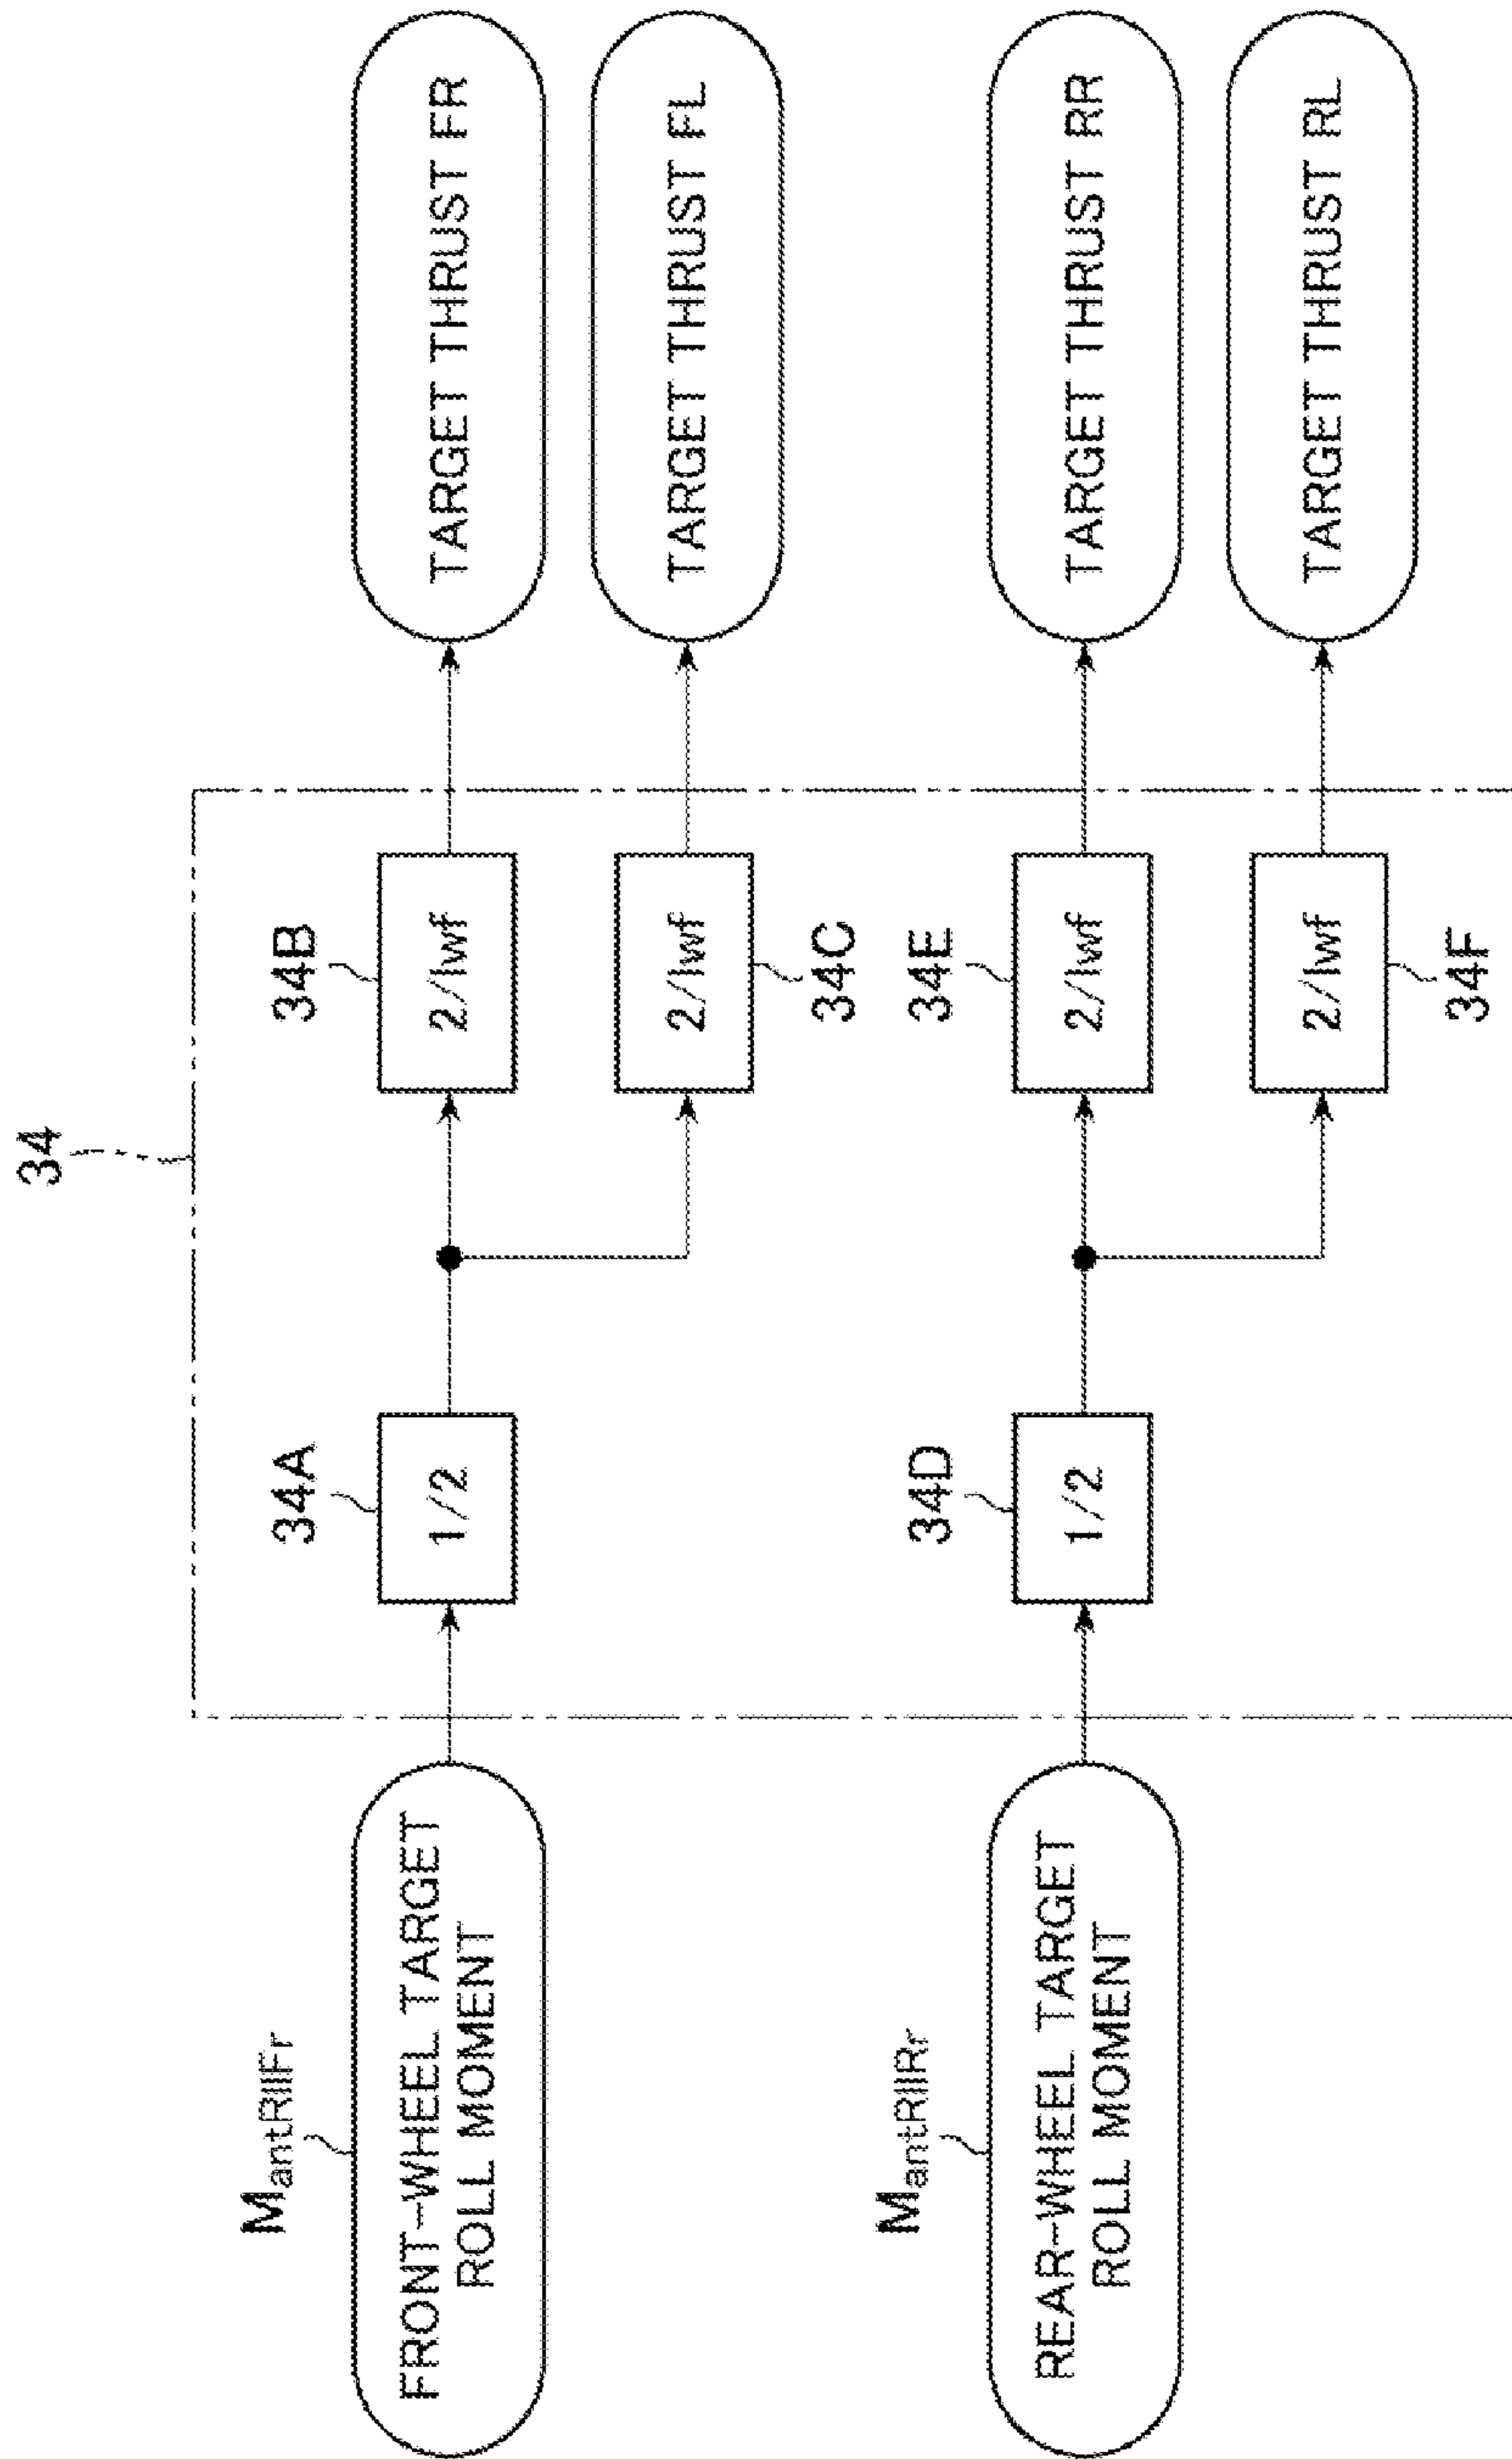 34
M_antRllFr
FRONT-WHEEL TARGET
ROLL MOMENT
34A
1/2
34B
2/lwf
TARGET THRUST FR
2/lwf
34C
TARGET THRUST FL
M_antRllRr
REAR-WHEEL TARGET
ROLL MOMENT
34D
1/2
34E
2/lwf
TARGET THRUST RR
2/lwf
34F
TARGET THRUST RL